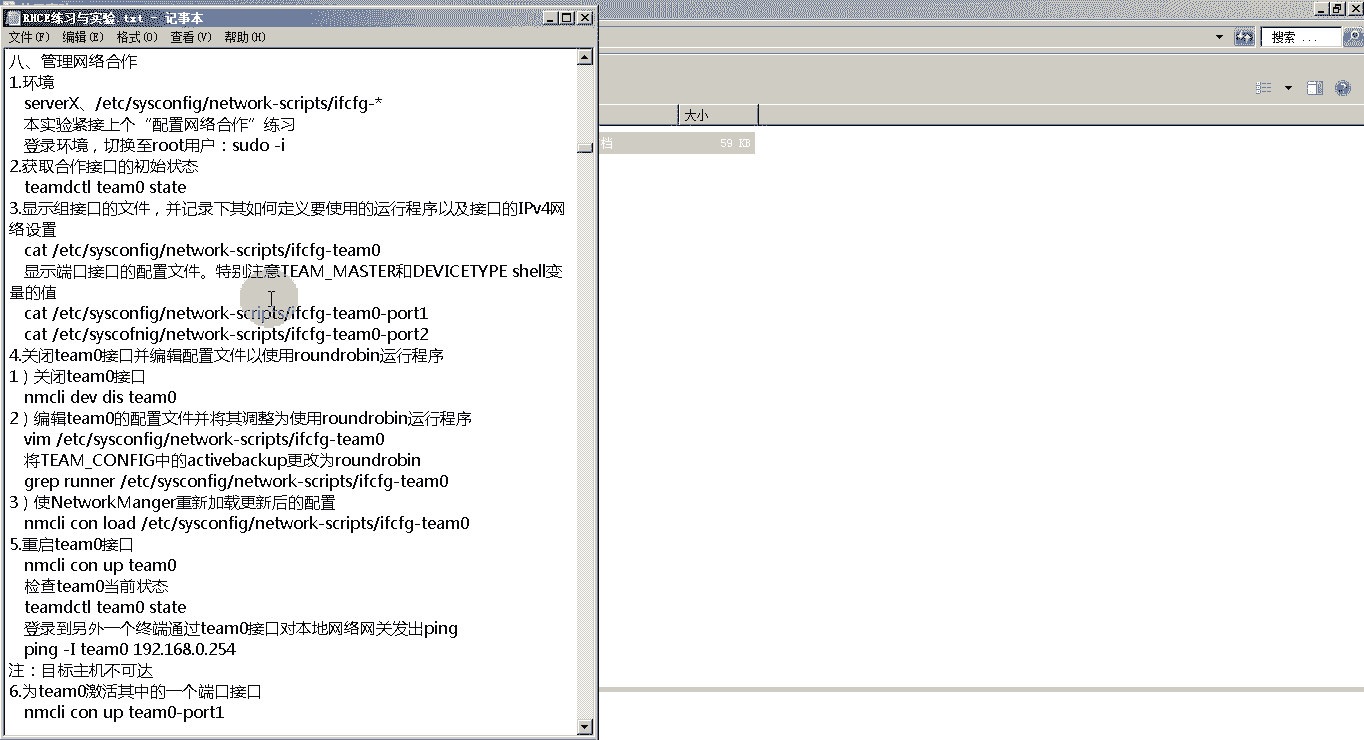 RHCE练习与实验.txt - 记事本
文件(F) 编辑(E) 格式(O) 查看(V) 帮助(H)
八、管理网络合作
1.环境
serverX、/etc/sysconfig/network-scripts/ifcfg-*
本实验紧接上个“配置网络合作”练习
登录环境，切换至root用户：sudo -i
2.获取合作接口的初始状态
teamdctl team0 state
3.显示组接口的文件，并记录下其如何定义要使用的运行程序以及接口的IPv4网
络设置
cat /etc/sysconfig/network-scripts/ifcfg-team0
显示端口接口的配置文件。特别注意TEAM_MASTER和DEVICETYPE shell变
量的值
cat /etc/sysconfig/network-scripts/ifcfg-team0-port1
cat /etc/syscofnig/network-scripts/ifcfg-team0-port2
4.关闭team0接口并编辑配置文件以使用roundrobin运行程序
1）关闭team0接口
nmcli dev dis team0
2）编辑team0的配置文件并将其调整为使用roundrobin运行程序
vim /etc/sysconfig/network-scripts/ifcfg-team0
将TEAM_CONFIG中的activebackup更改为roundrobin
grep runner /etc/sysconfig/network-scripts/ifcfg-team0
3）使NetworkManger重新加载更新后的配置
nmcli con load /etc/sysconfig/network-scripts/ifcfg-team0
5.重启team0接口
nmcli con up team0
检查team0当前状态
teamdctl team0 state
登录到另外一个终端通过team0接口对本地网络网关发出ping
ping -I team0 192.168.0.254
注：目标主机不可达
6.为team0激活其中的一个端口接口
nmcli con up team0-port1
搜索 ...
大小
档 59 KB